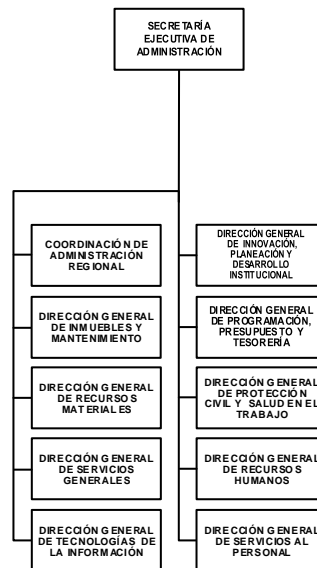 SECRETARÍA
EJECUTIVA DE
ADMINISTRACIÓN
COORDINACIÓN DE
ADMINISTRACIÓN
REGIONAL
DIRECCIÓN GENERAL
DE INNOVACIÓN,
PLANEACIÓN Y
DESARROLLO
INSTITUCIONAL
DIRECCIÓN GENERAL
DE INMUEBLES Y
MANTENIMIENTO
DIRECCIÓN GENERAL
DE PROGRAMACIÓN,
PRESUPUESTO Y
TESORERÍA
DIRECCIÓN GENERAL
DE RECURSOS
MATERIALES
DIRECCIÓN GENERAL
DE PROTECCIÓN
CIVIL Y SALUD EN EL
TRABAJO
DIRECCIÓN GENERAL
DE SERVICIOS
GENERALES
DIRECCIÓN GENERAL
DE RECURSOS
HUMANOS
DIRECCIÓN GENERAL
DE TECNOLOGÍAS DE
LA INFORMACIÓN
DIRECCIÓN GENERAL
DE SERVICIOS AL
PERSONAL